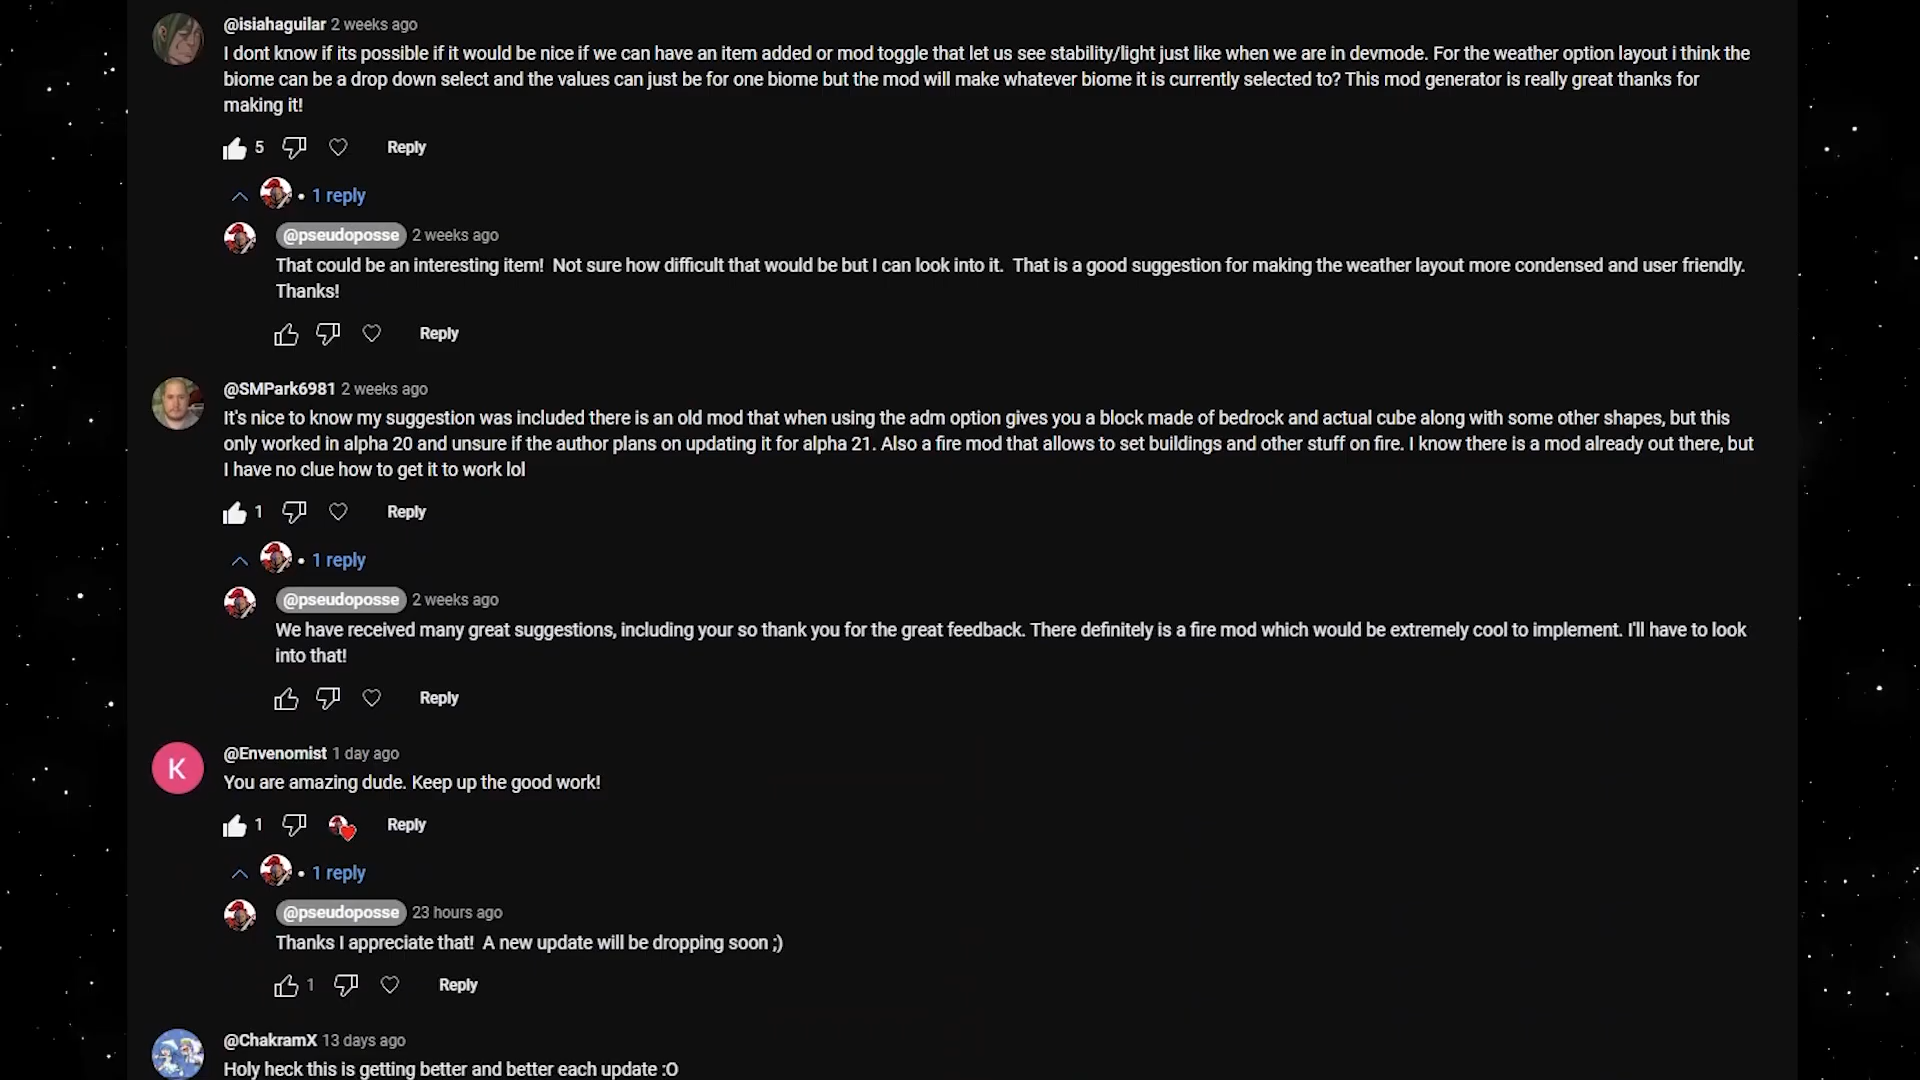 @isiahaguilar 2 weeks ago
I dont know if its possible if it would be nice if we can have an item added or mod toggle that let us see stability/light just like when we are in devmode. For the weather option layout i think the
biome can be a drop down select and the values can just be for one biome but the mod will make whatever biome it is currently selected to? This mod generator is really great thanks for
making it!
5 Reply
• 1 reply
@pseudoposse 2 weeks ago
That could be an interesting item!  Not sure how difficult that would be but I can look into it.  That is a good suggestion for making the weather layout more condensed and user friendly.
Thanks!
Reply
@SMPark6981 2 weeks ago
It's nice to know my suggestion was included there is an old mod that when using the adm option gives you a block made of bedrock and actual cube along with some other shapes, but this
only worked in alpha 20 and unsure if the author plans on updating it for alpha 21. Also a fire mod that allows to set buildings and other stuff on fire. I know there is a mod already out there, but
I have no clue how to get it to work lol
1 Reply
• 1 reply
@pseudoposse 2 weeks ago
We have received many great suggestions, including your so thank you for the great feedback. There definitely is a fire mod which would be extremely cool to implement. I'll have to look
into that!
Reply
K
@Envenomist 1 day ago
You are amazing dude. Keep up the good work!
1 Reply
• 1 reply
@pseudoposse 23 hours ago
Thanks I appreciate that!  A new update will be dropping soon ;)
1 Reply
@ChakramX 13 days ago
Holy heck this is getting better and better each update :O